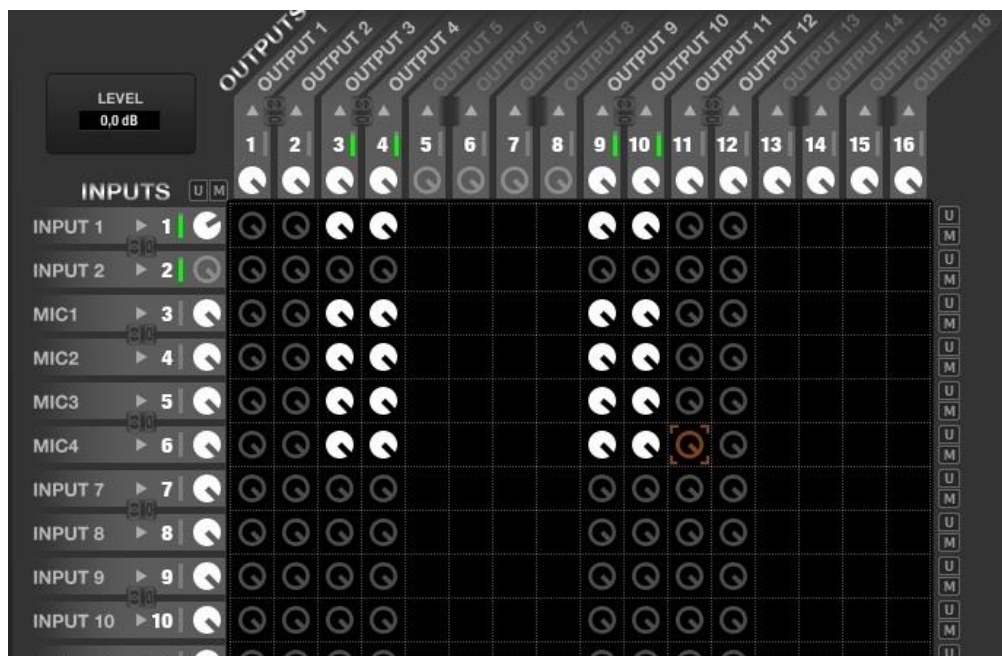 OUTPUTS
OUTPUT 1
OUTPUT 2
OUTPUT 3
OUTPUT 4
OUTPUT 5
OUTPUT 6
OUTPUT 7
OUTPUT 8
OUTPUT 9
OUTPUT 10
OUTPUT 11
OUTPUT 12
OUTPUT 13
OUTPUT 14
OUTPUT 15
OUTPUT 16
LEVEL
0,0 dB
1 2 3 4 5 6 7 8 9 10 11 12 13 14 15 16
INPUTS U M
INPUT 1 1 U M
INPUT 2 2 U M
MIC1 3 U M
MIC2 4 U M
MIC3 5 U M
MIC4 6 U M
INPUT 7 7 U M
INPUT 8 8 U M
INPUT 9 9 U M
INPUT 10 10 U M
U